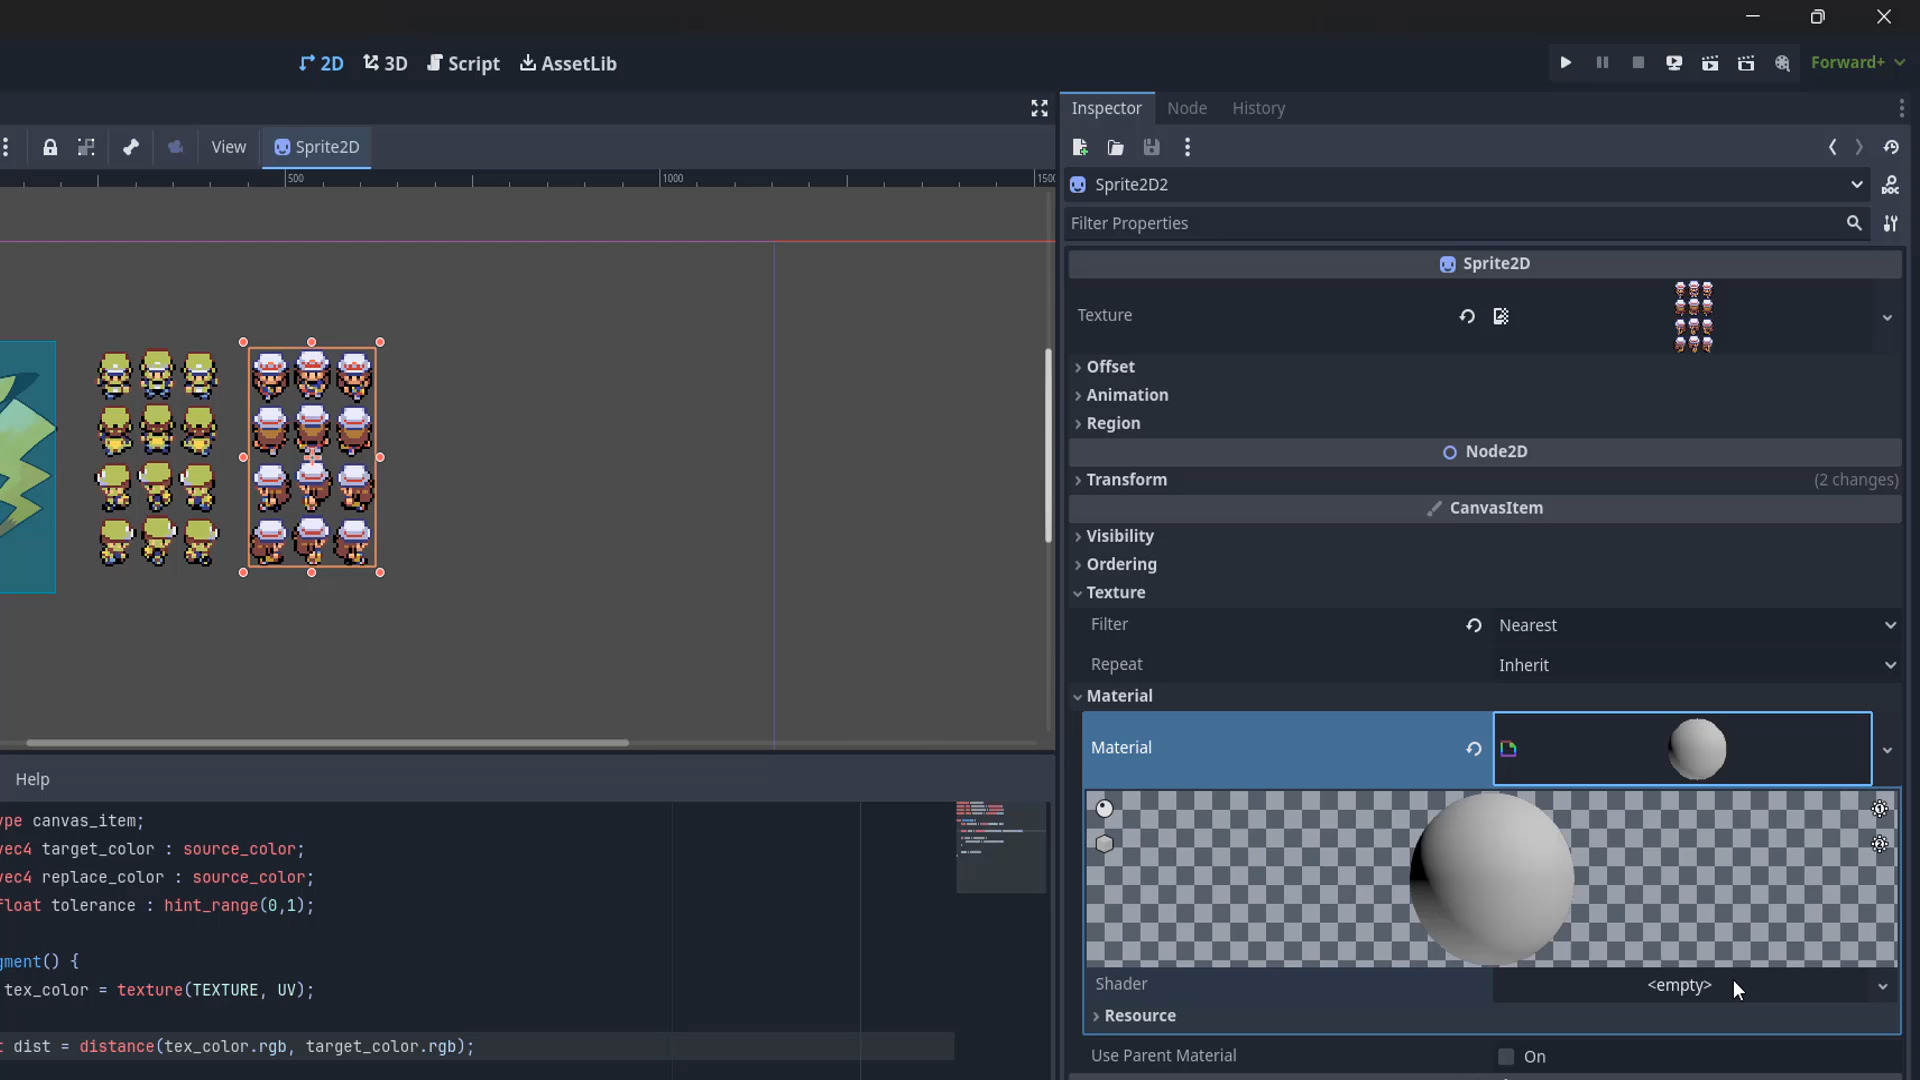 2D 3D Script AssetLib
Forward+
Inspector Node History
View Sprite2D
500 1000 1500
Sprite2D2
Filter Properties
Sprite2D
Texture
Offset
Animation
Region
Node2D
Transform (2 changes)
CanvasItem
Visibility
Ordering
Texture
Filter Nearest
Repeat Inherit
Material
Material
Shader <empty>
Resource
Use Parent Material On
Help
ype canvas_item;
vec4 target_color : source_color;
vec4 replace_color : source_color;
float tolerance : hint_range(0,1);
gment() {
tex_color = texture(TEXTURE, UV);
t dist = distance(tex_color.rgb, target_color.rgb);